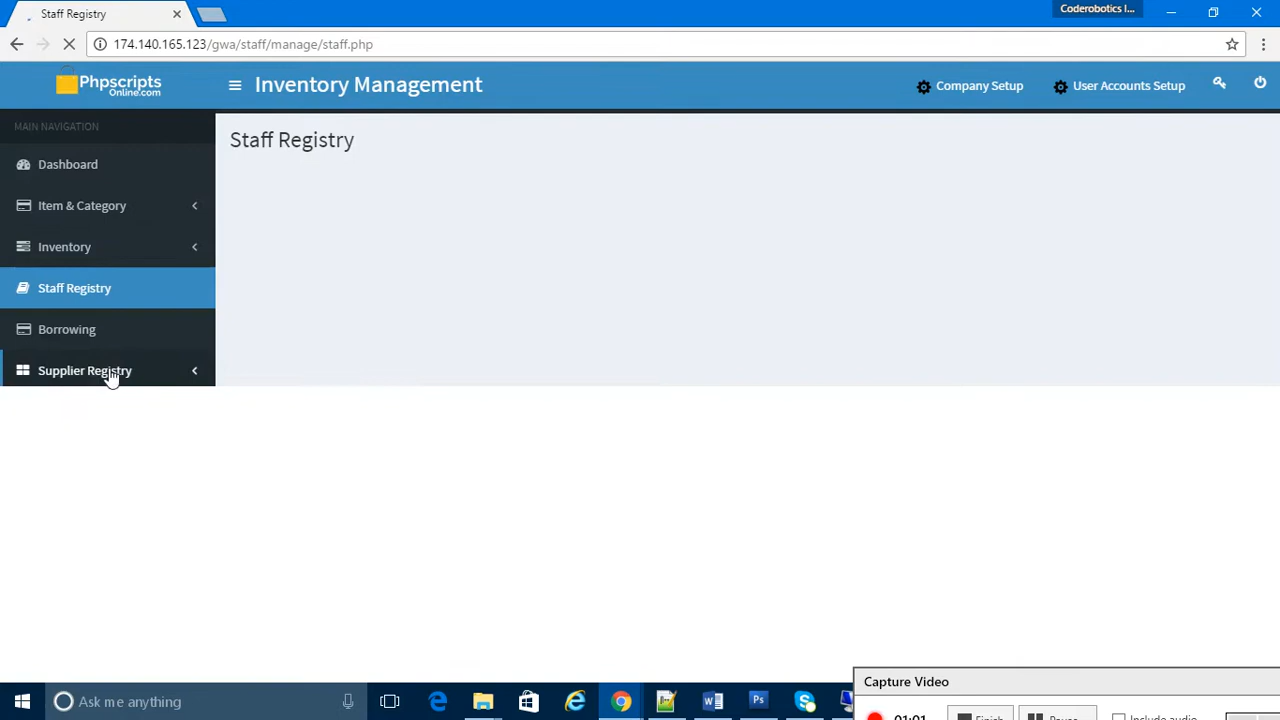 Staff Registry
Coderobotics I...
174.140.165.123/gwa/staff/manage/staff.php
Phpscripts
Online.com
Inventory Management
Company Setup
User Accounts Setup
MAIN NAVIGATION
Staff Registry
Dashboard
Item & Category
Inventory
Staff Registry
Borrowing
Supplier Registry
Capture Video
Ask me anything
01:01
Finish
Pause
Include audio